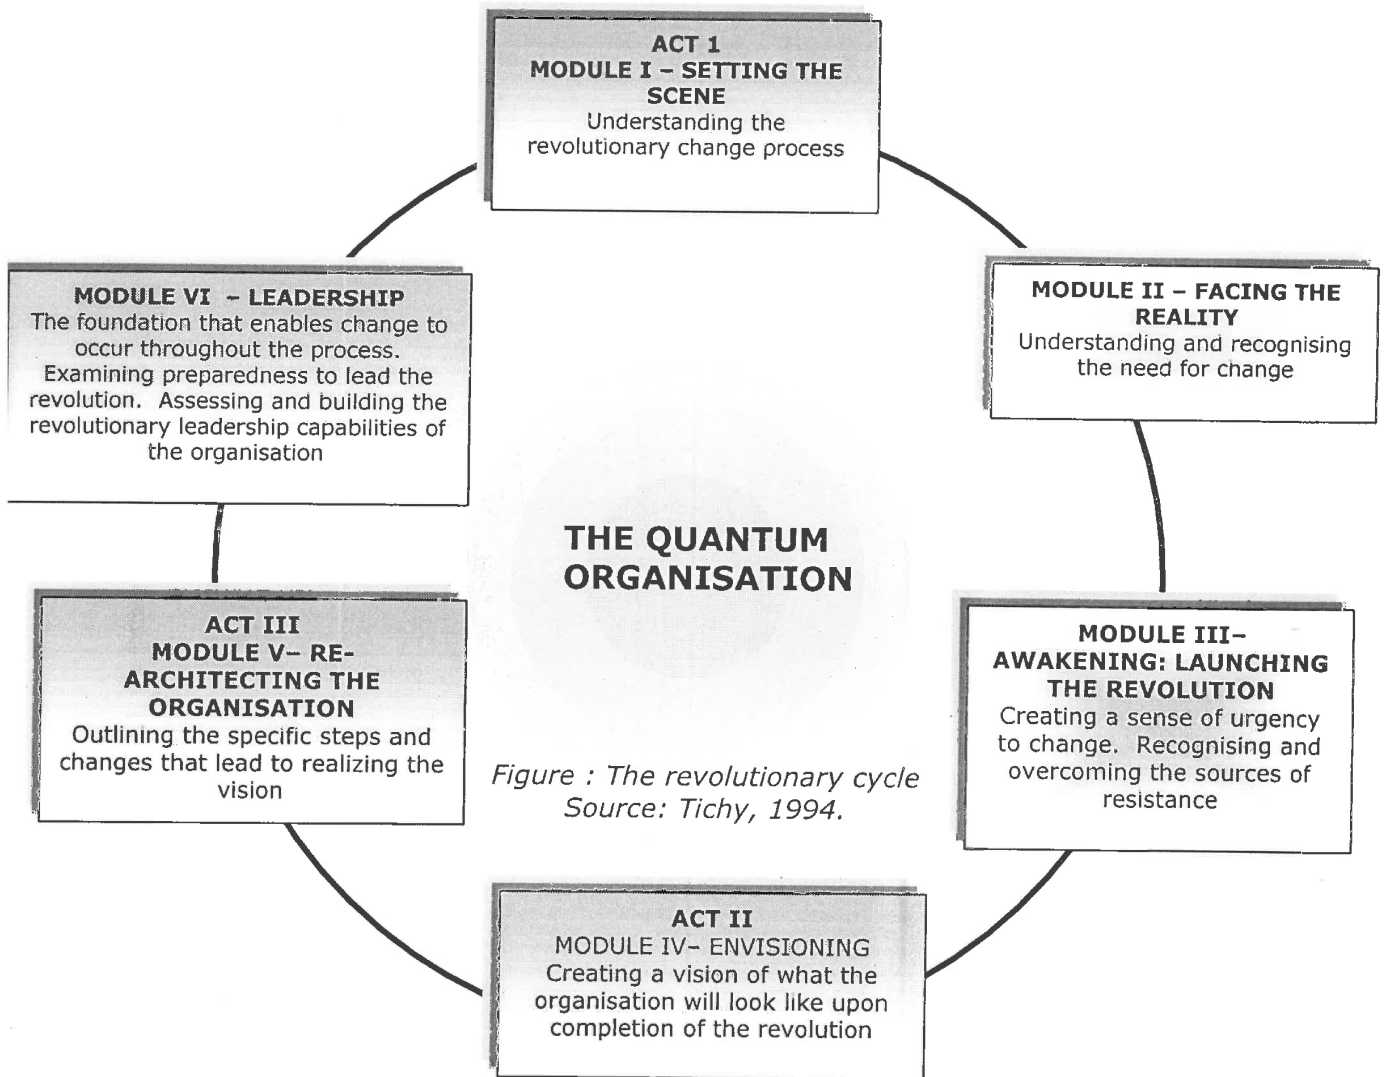 ACT 1
MODULE I – SETTING THE
SCENE
Understanding the
revolutionary change process
MODULE II – FACING THE
REALITY
Understanding and recognising
the need for change
MODULE III–
AWAKENING: LAUNCHING
THE REVOLUTION
Creating a sense of urgency
to change.  Recognising and
overcoming the sources of
resistance
ACT II
MODULE IV– ENVISIONING
Creating a vision of what the
organisation will look like upon
completion of the revolution
ACT III
MODULE V– RE-
ARCHITECTING THE
ORGANISATION
Outlining the specific steps and
changes that lead to realizing the
vision
MODULE VI  – LEADERSHIP
The foundation that enables change to
occur throughout the process.
Examining preparedness to lead the
revolution.  Assessing and building the
revolutionary leadership capabilities of
the organisation
THE QUANTUM
ORGANISATION
Figure : The revolutionary cycle
Source: Tichy, 1994.